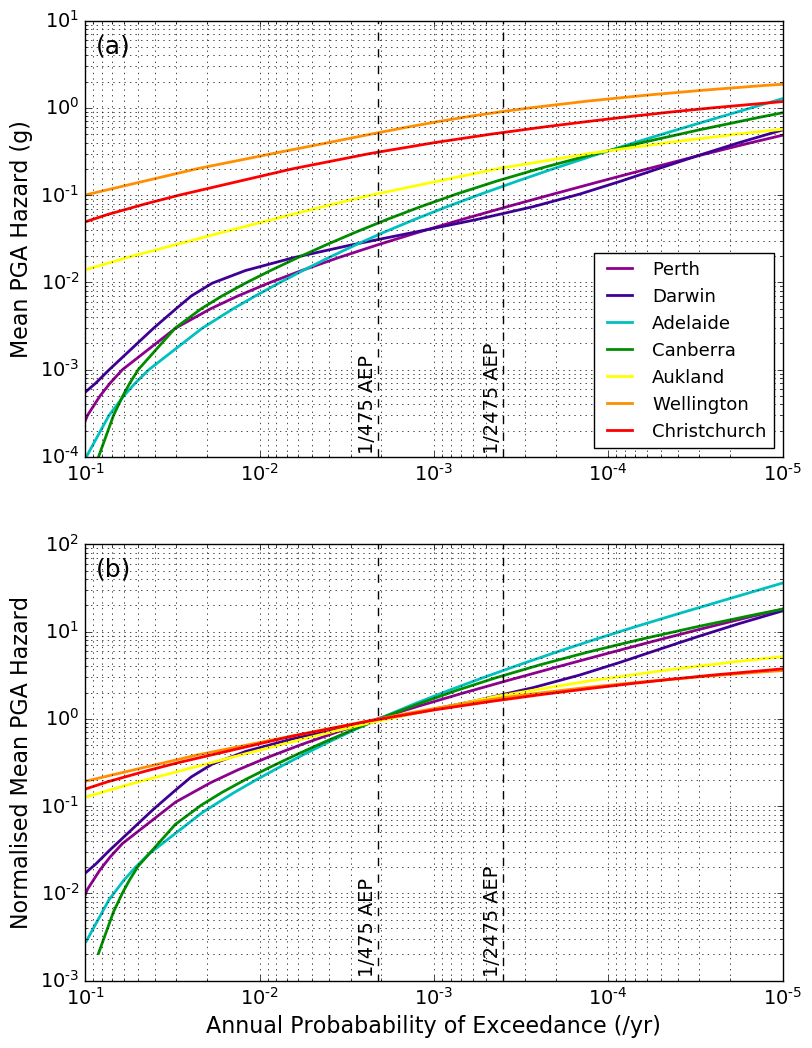 (a)
Mean PGA Hazard (g)
10^1
10^0
10^-1
10^-2
10^-3
10^-4
1/475 AEP
1/2475 AEP
Perth
Darwin
Adelaide
Canberra
Aukland
Wellington
Christchurch
10^-1 10^-2 10^-3 10^-4 10^-5
(b)
Normalised Mean PGA Hazard
10^2
10^1
10^0
10^-1
10^-2
10^-3
1/475 AEP
1/2475 AEP
10^-1 10^-2 10^-3 10^-4 10^-5
Annual Probabability of Exceedance (/yr)